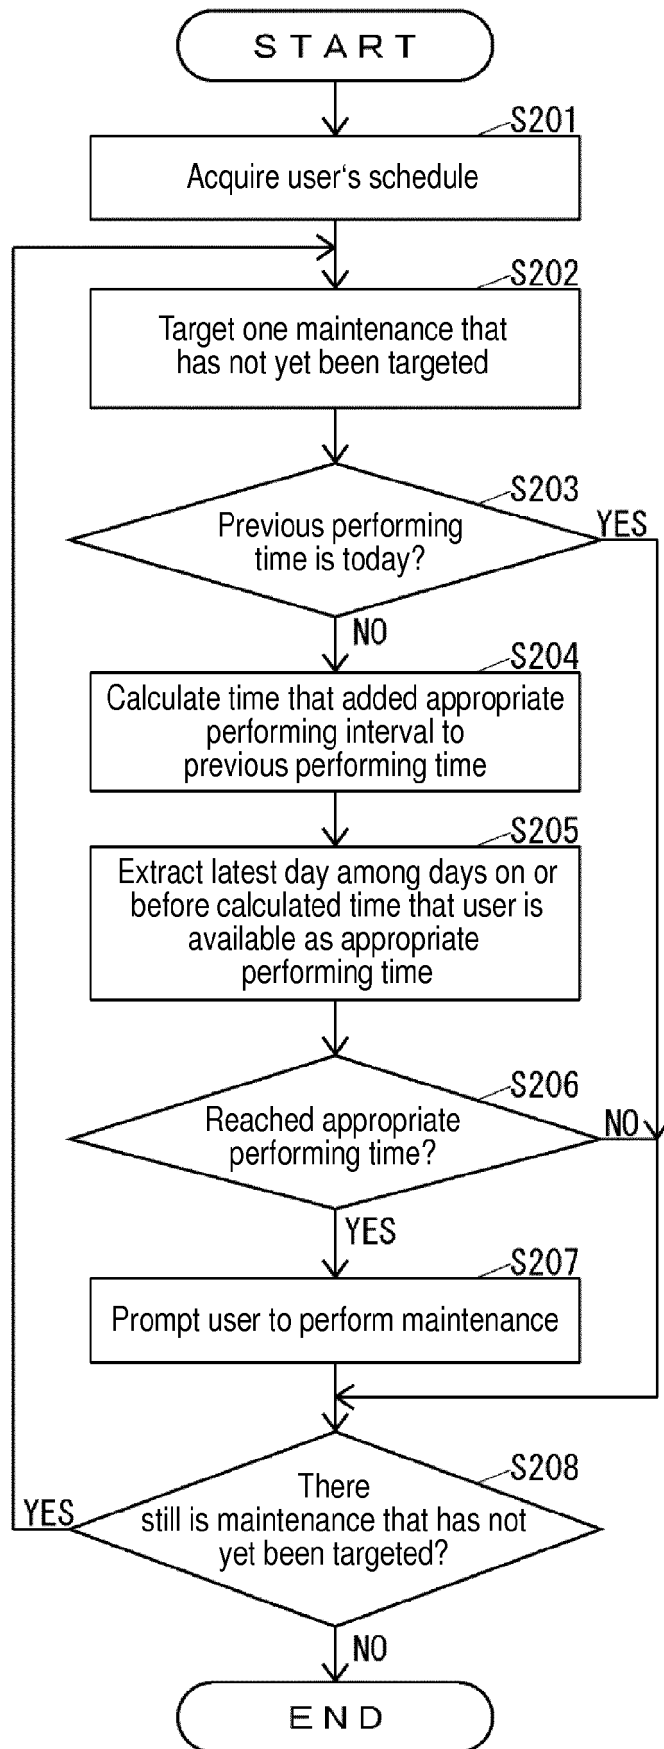 START
S201
Acquire user's schedule
S202
Target one maintenance that
has not yet been targeted
S203
Previous performing
time is today?
YES
NO
S204
Calculate time that added appropriate
performing interval to
previous performing time
S205
Extract latest day among days on or
before calculated time that user is
available as appropriate
performing time
S206
Reached appropriate
performing time?
NO
YES
S207
Prompt user to perform maintenance
S208
There
still is maintenance that has not
yet been targeted?
YES
NO
END